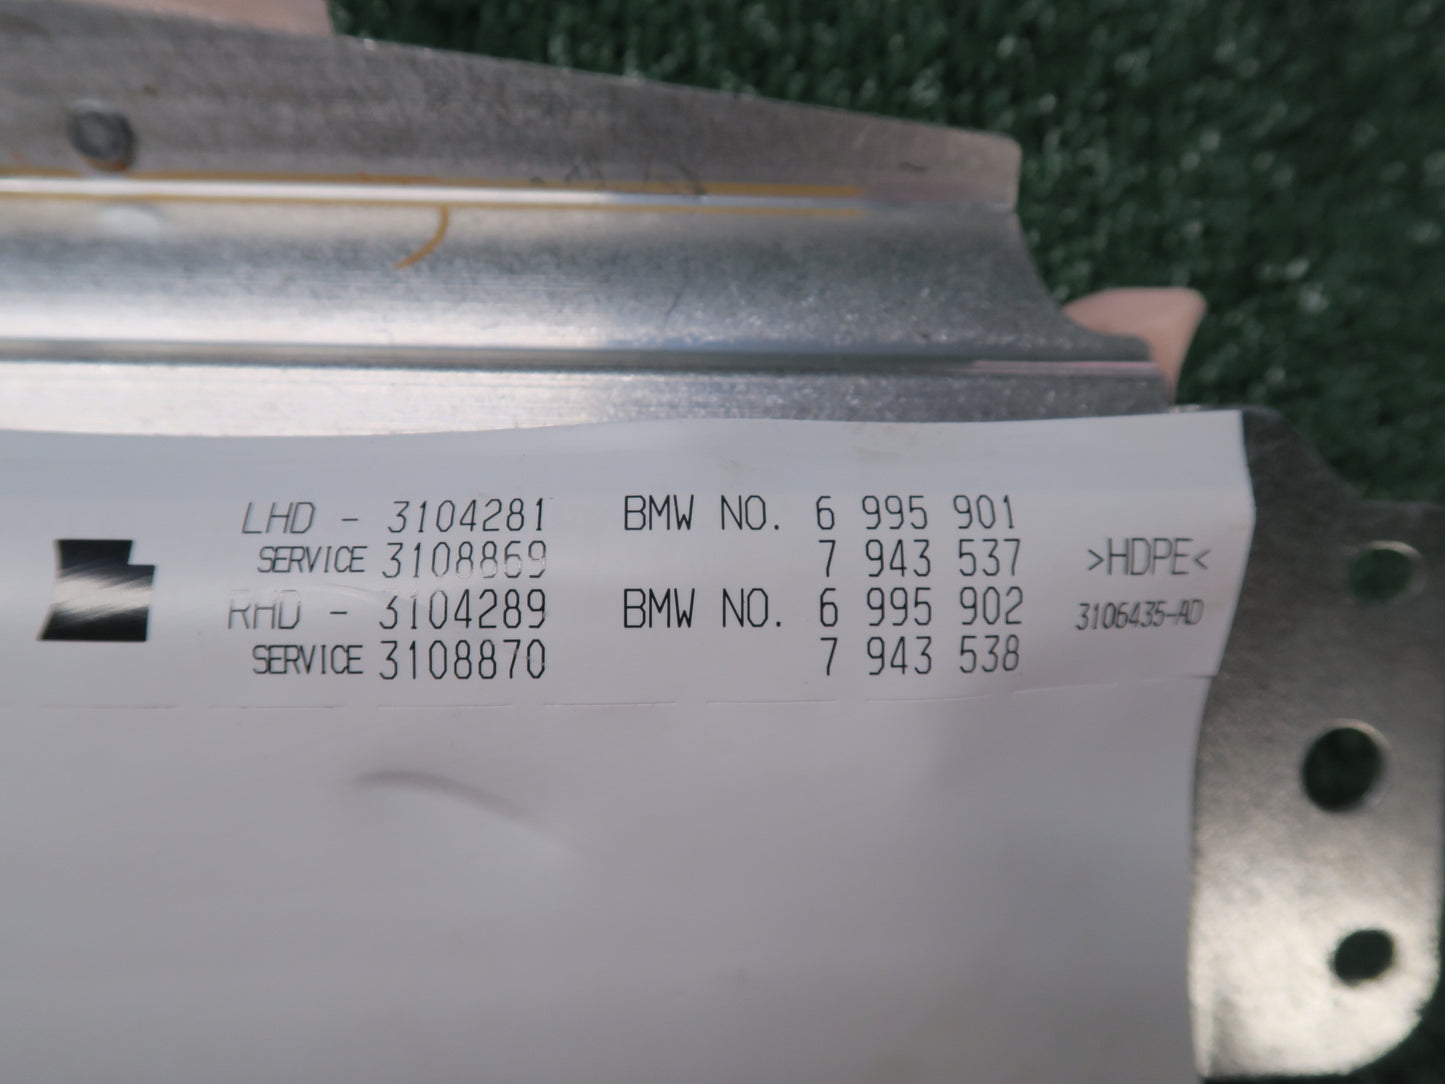 LHD - 3104281 BMW NO. 6 995 901
SERVICE 3108869 7 943 537 >HDPE<
RHD - 3104289 BMW NO. 6 995 902 3106435-AD
SERVICE 3108870 7 943 538